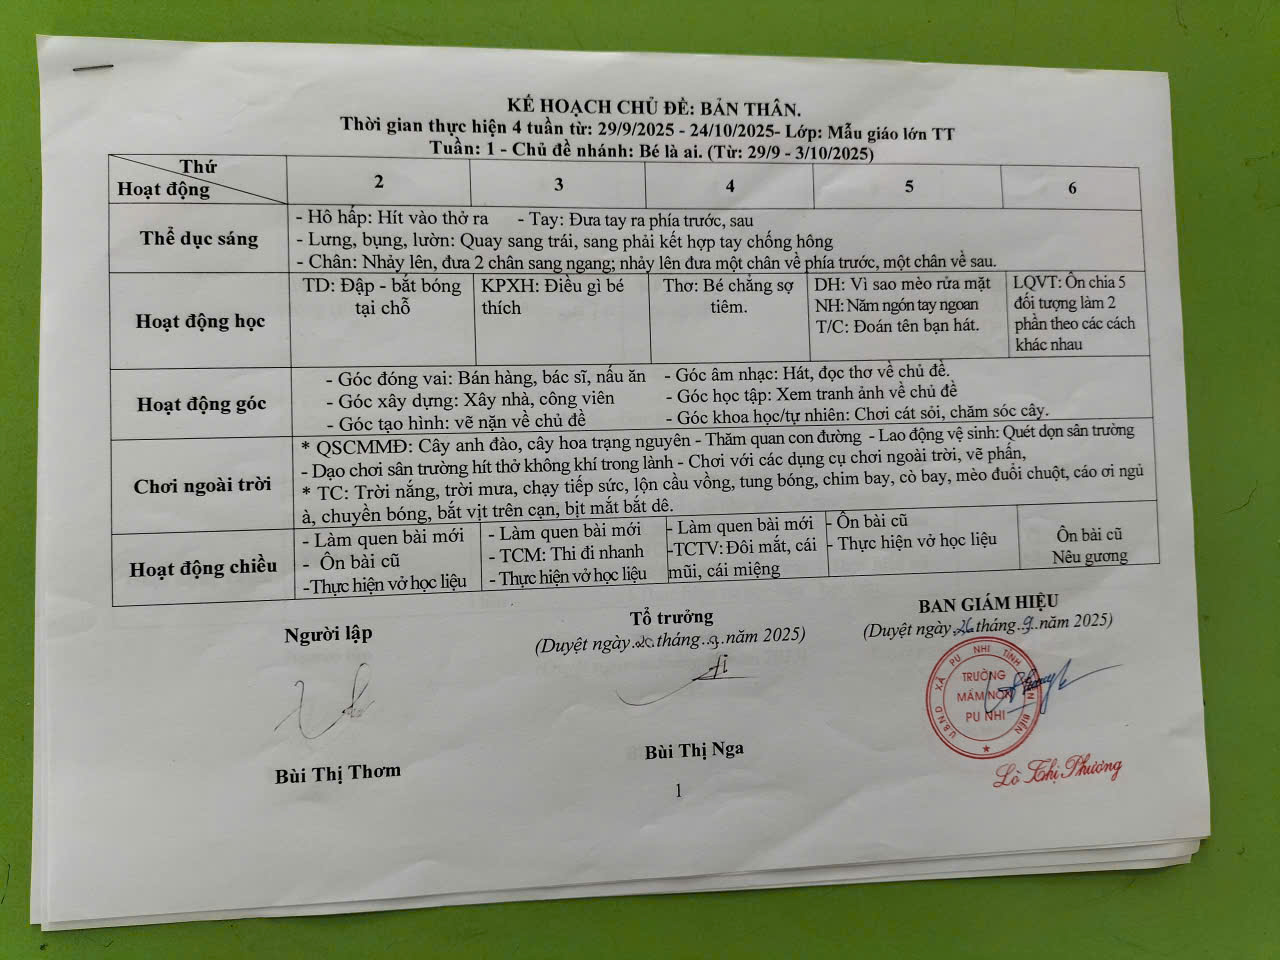 KẾ HOẠCH CHỦ ĐỀ: BẢN THÂN.
Thời gian thực hiện 4 tuần từ: 29/9/2025 - 24/10/2025- Lớp: Mẫu giáo lớn TT
Tuần: 1 - Chủ đề nhánh: Bé là ai. (Từ: 29/9 - 3/10/2025)
Thứ
Hoạt động
2
3
4
5
6
Thể dục sáng
- Hô hấp: Hít vào thở ra - Tay: Đưa tay ra phía trước, sau
- Lưng, bụng, lườn: Quay sang trái, sang phải kết hợp tay chống hông
- Chân: Nhảy lên, đưa 2 chân sang ngang; nhảy lên đưa một chân về phía trước, một chân về sau.
Hoạt động học
TD: Đập - bắt bóng
tại chỗ
KPXH: Điều gì bé
thích
Thơ: Bé chẳng sợ
tiêm.
DH: Vì sao mèo rửa mặt
NH: Năm ngón tay ngoan
T/C: Đoán tên bạn hát.
LQVT: Ôn chia 5
đối tượng làm 2
phần theo các cách
khác nhau
Hoạt động góc
- Góc đóng vai: Bán hàng, bác sĩ, nấu ăn - Góc âm nhạc: Hát, đọc thơ về chủ đề.
- Góc xây dựng: Xây nhà, công viên - Góc học tập: Xem tranh ảnh về chủ đề
- Góc tạo hình: vẽ nặn về chủ đề - Góc khoa học/tự nhiên: Chơi cát sỏi, chăm sóc cây.
Chơi ngoài trời
* QSCMMĐ: Cây anh đào, cây hoa trạng nguyên - Thăm quan con đường - Lao động vệ sinh: Quét dọn sân trường
- Dạo chơi sân trường hít thở không khí trong lành - Chơi với các dụng cụ chơi ngoài trời, vẽ phấn,
* TC: Trời nắng, trời mưa, chạy tiếp sức, lộn cầu vồng, tung bóng, chim bay, cò bay, mèo đuổi chuột, cáo ơi ngủ
à, chuyền bóng, bắt vịt trên cạn, bịt mắt bắt dê.
Hoạt động chiều
- Làm quen bài mới
- Ôn bài cũ
-Thực hiện vở học liệu
- Làm quen bài mới
- TCM: Thi đi nhanh
- Thực hiện vở học liệu
- Làm quen bài mới
-TCTV: Đôi mắt, cái
mũi, cái miệng
- Ôn bài cũ
- Thực hiện vở học liệu
Ôn bài cũ
Nêu gương
Người lập
Tổ trưởng
(Duyệt ngày 26 tháng 9 năm 2025)
BAN GIÁM HIỆU
(Duyệt ngày 26 tháng 9 năm 2025)
U.B.N.D XÃ PU NHI TỈNH ĐIỆN BIÊN
TRƯỜNG
MẦM NON
PU NHI
Bùi Thị Thơm
Bùi Thị Nga
Lò Thị Phương
1